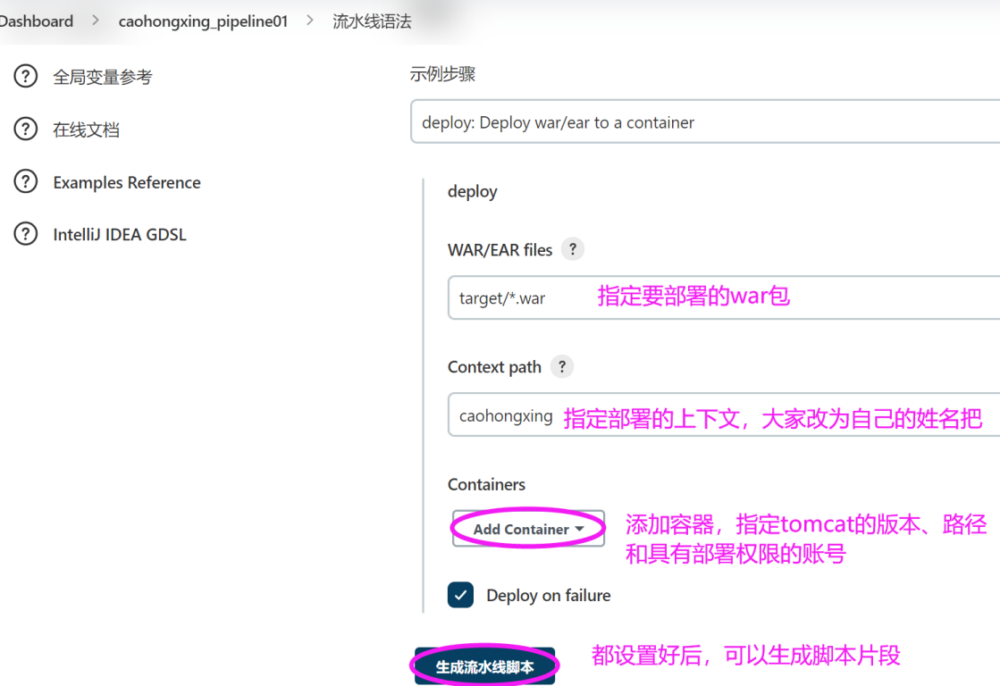 Dashboard > caohongxing_pipeline01 > 流水线语法
全局变量参考
在线文档
Examples Reference
IntelliJ IDEA GDSL
示例步骤
deploy: Deploy war/ear to a container
deploy
WAR/EAR files ?
target/*.war 指定要部署的war包
Context path ?
caohongxing 指定部署的上下文，大家改为自己的姓名把
Containers
Add Container 添加容器，指定tomcat的版本、路径
和具有部署权限的账号
Deploy on failure
生成流水线脚本 都设置好后，可以生成脚本片段